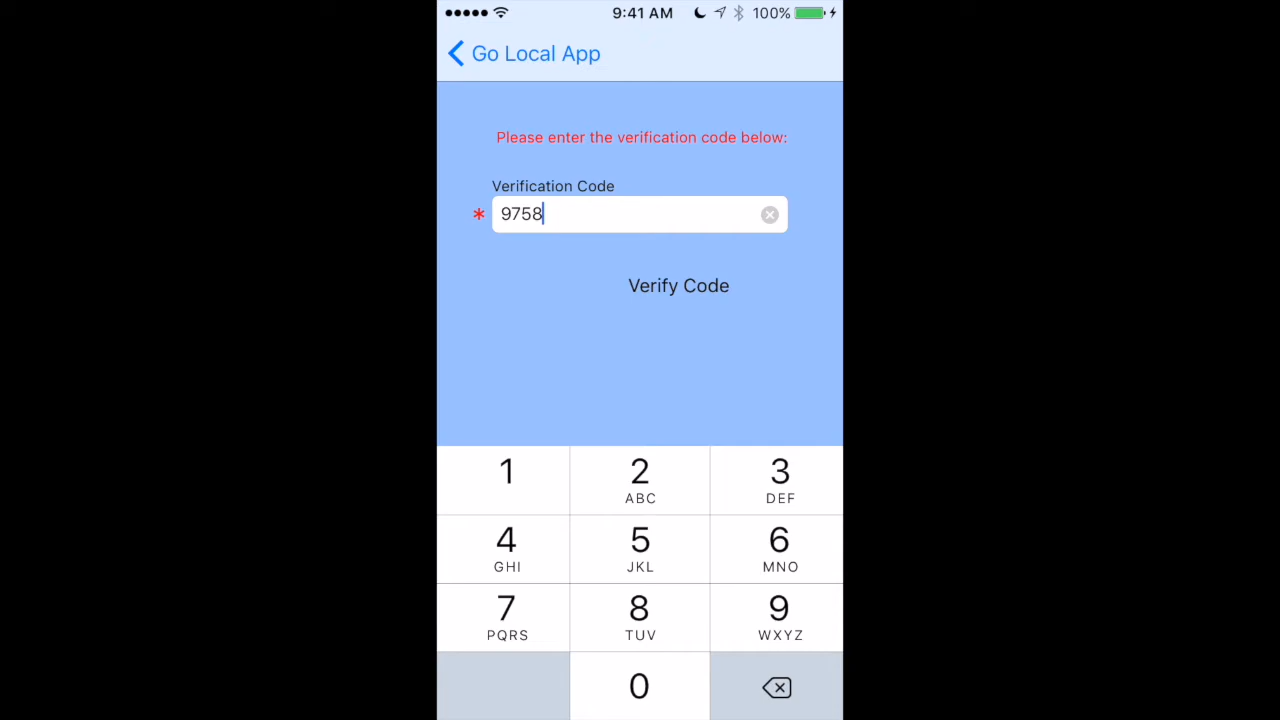 9:41 AM 100%
Go Local App
Please enter the verification code below:
Verification Code
* 9758
Verify Code
1 2 3
ABC DEF
4 5 6
GHI JKL MNO
7 8 9
PQRS TUV WXYZ
0